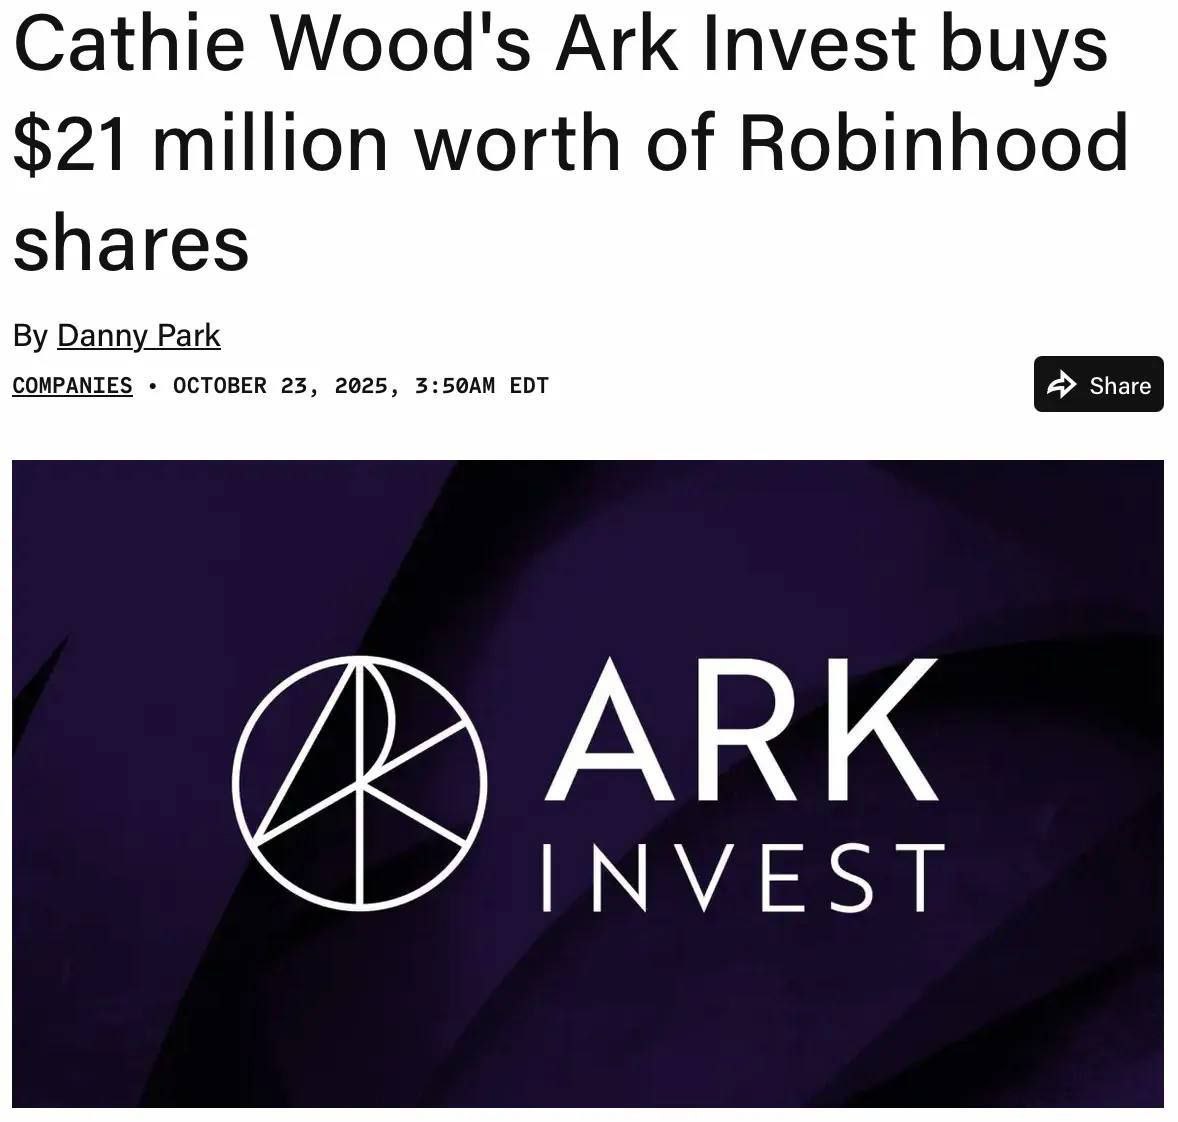 Cathie Wood's Ark Invest buys
$21 million worth of Robinhood
shares
By Danny Park
COMPANIES • OCTOBER 23, 2025, 3:50AM EDT
Share
ARK
INVEST